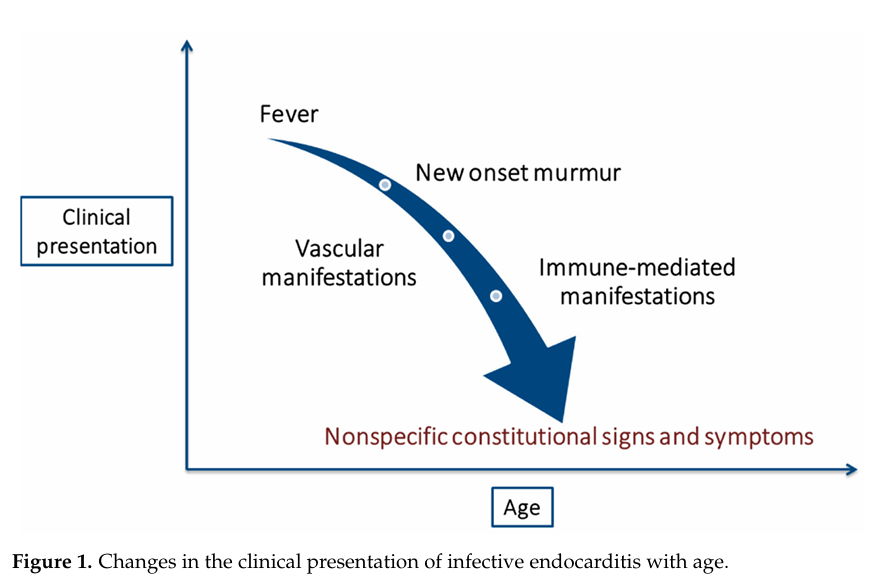 Fever
New onset murmur
Clinical
presentation
Vascular
manifestations
Immune-mediated
manifestations
Nonspecific constitutional signs and symptoms
Age
Figure 1. Changes in the clinical presentation of infective endocarditis with age.